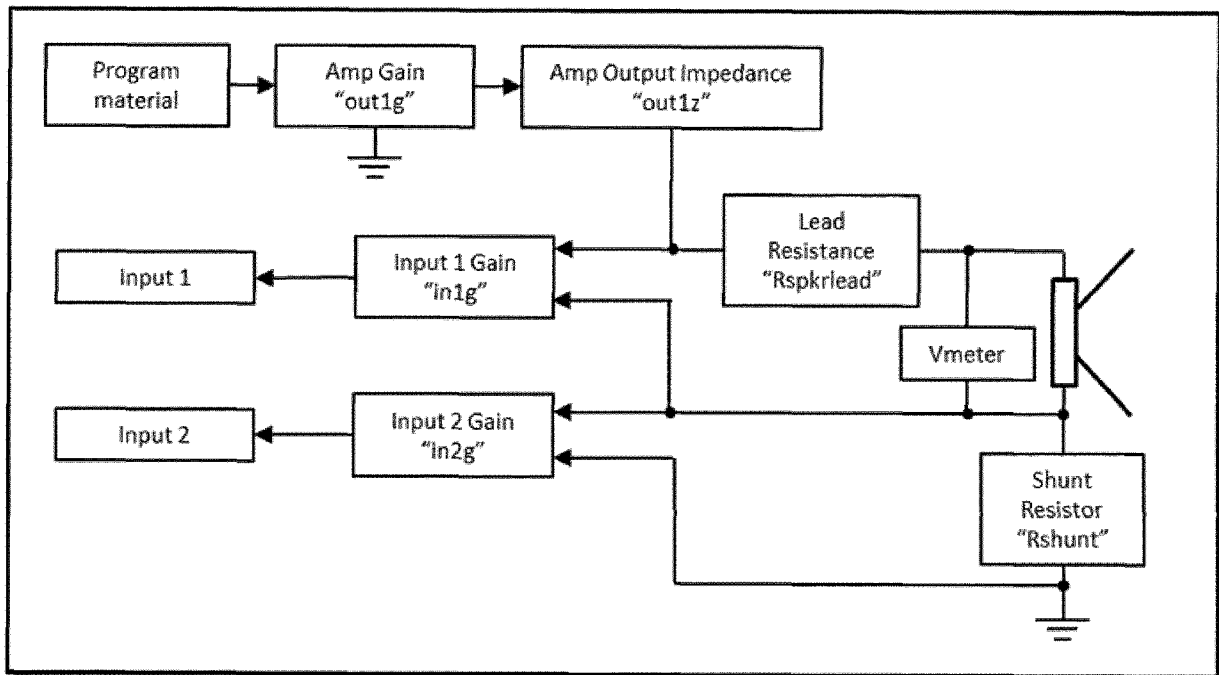 Program
material
Amp Gain
“out1g”
Amp Output Impedance
“out1z”
Lead
Resistance
“Rspkrlead”
Input 1
Input 1 Gain
“in1g”
Vmeter
Input 2
Input 2 Gain
“in2g”
Shunt
Resistor
“Rshunt”